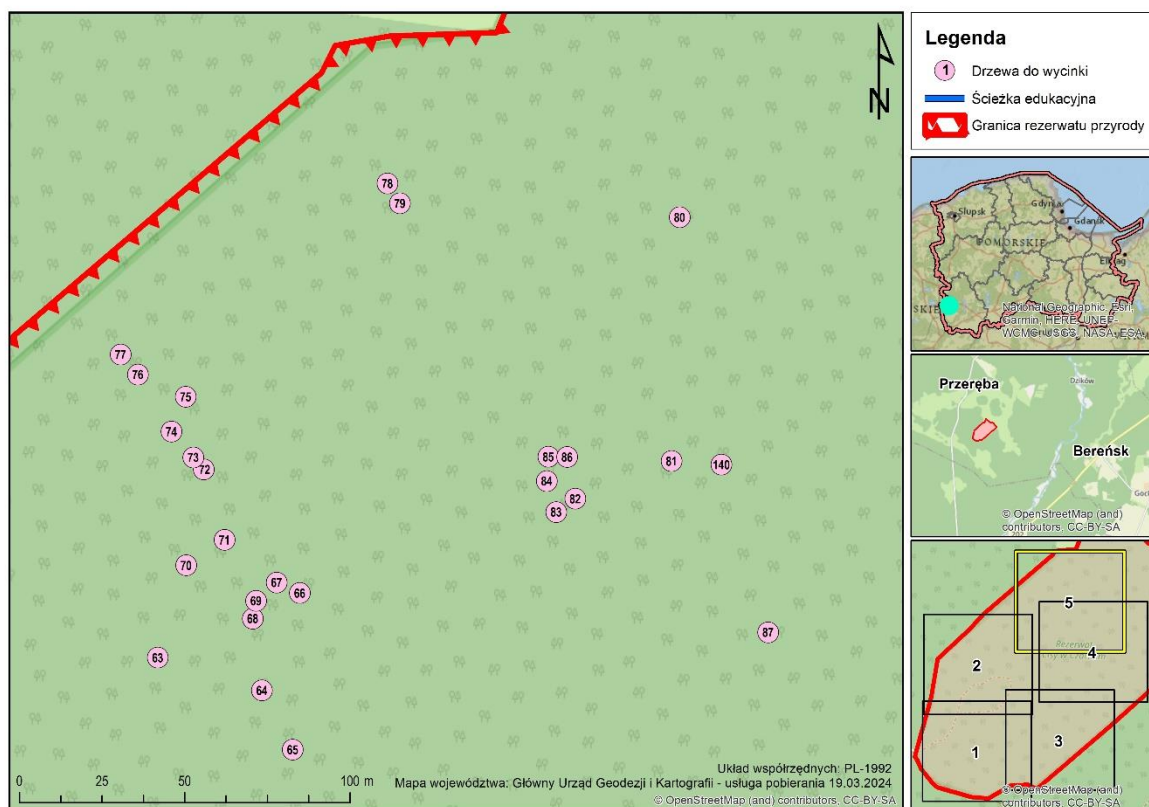 N
78
79
80
77
76
75
74
73
72
85
86
81
140
84
82
83
71
70
67
66
69
68
87
63
64
65
0 25 50 100 m
Układ współrzędnych: PL-1992
Mapa województwa: Główny Urząd Geodezji i Kartografii - usługa pobierania 19.03.2024
© OpenStreetMap (and) contributors, CC-BY-SA
Legenda
1 Drzewa do wycinki
Ścieżka edukacyjna
Granica rezerwatu przyrody
Słupsk
Gdynia
Gdańsk
POMORSKIE
SKIE
National Geographic, Esri,
Garmin, HERE, UNEP-
WCMC, USGS, NASA, ESA,
Przeręba
Dzików
Bereńsk
© OpenStreetMap (and)
contributors, CC-BY-SA
5
Rezerwat
4
2
3
1
© OpenStreetMap (and)
contributors, CC-BY-SA